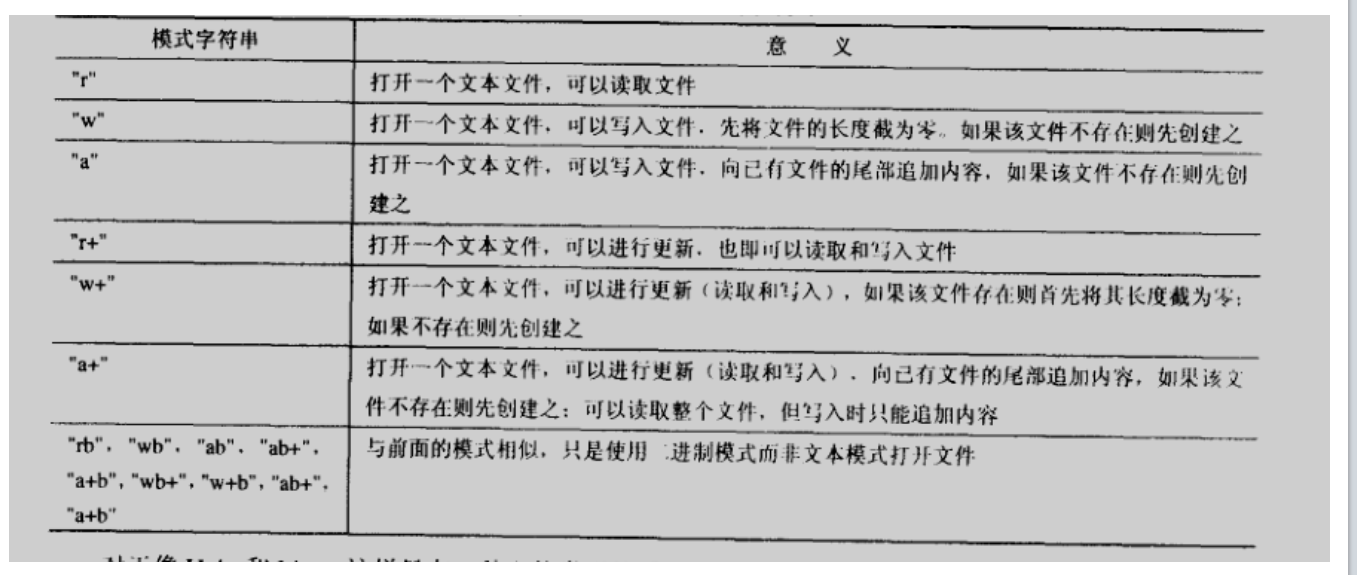 模式字符串 意 义
"r" 打开一个文本文件，可以读取文件
"w" 打开一个文本文件，可以写入文件．先将文件的长度截为零。如果该文件不存在则先创建之
"a" 打开一个文本文件，可以写入文件．向已有文件的尾部追加内容，如果该文件不存在则先创
建之
"r+" 打开一个文本文件，可以进行更新．也即可以读取和写入文件
"w+" 打开一个文本文件，可以进行更新（读取和写入），如果该文件存在则首先将其长度截为零；
如果不存在则先创建之
"a+" 打开一个文本文件，可以进行更新（读取和写入）．向已有文件的尾部追加内容，如果该文
件不存在则先创建之；可以读取整个文件，但写入时只能追加内容
"rb"．"wb"．"ab"．"ab+"． 与前面的模式相似，只是使用二进制模式而非文本模式打开文件
"a+b"，"wb+"，"w+b"，"ab+"，
"a+b"